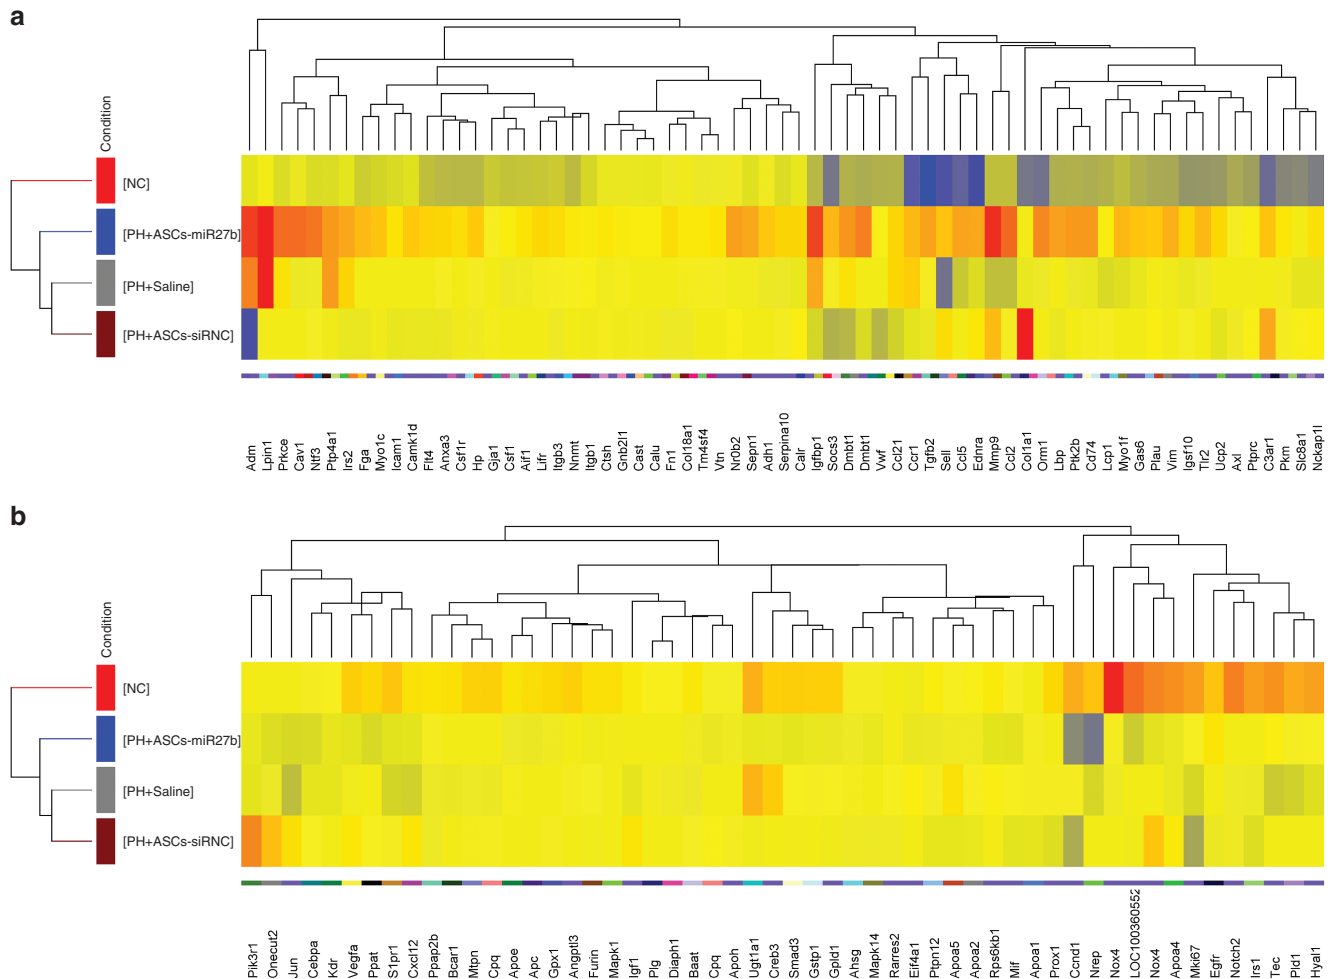 a
Condition
[NC]
[PH+ASCs-miR27b]
[PH+Saline]
[PH+ASCs-siRNC]
Adm
Lpin1
Prkce
Cav1
Ntf3
Ptp4a1
Irs2
Fga
Myo1c
Icam1
Camk1d
Flt4
Anxa3
Csf1r
Hp
Gja1
Csf1
Aif1
Lifr
Itgb3
Nnmt
Itgb1
Ctsh
Gnb2l1
Cast
Calu
Fn1
Col18a1
Tm4sf4
Vtn
Nr0b2
Sepn1
Adh1
Serpina10
Calr
Igfbp1
Socs3
Dmbt1
Dmbt1
Vwf
Ccl21
Ccr1
Tgfb2
Sell
Ccl5
Ednra
Mmp9
Ccl2
Col1a1
Orm1
Lbp
Ptk2b
Cd74
Lcp1
Myo1f
Gas6
Plau
Vim
Igsf10
Tlr2
Ucp2
Axl
Ptprc
C3ar1
Pkm
Slc8a1
Nckap1l
b
Condition
[NC]
[PH+ASCs-miR27b]
[PH+Saline]
[PH+ASCs-siRNC]
Pik3r1
Onecut2
Jun
Cebpa
Kdr
Vegfa
Ppat
S1pr1
Cxcl12
Ppap2b
Bcar1
Mtpn
Cpq
Apoe
Apc
Gpx1
Angptl3
Furin
Mapk1
Igf1
Plg
Diaph1
Baat
Cpq
Apoh
Ugt1a1
Creb3
Smad3
Gstp1
Gpld1
Ahsg
Mapk14
Rarres2
Eif4a1
Ptpn12
Apoa5
Apoa2
Rps6kb1
Mif
Apoa1
Prox1
Ccnd1
Nrep
Nox4
LOC100360552
Nox4
Apoa4
Mki67
Egfr
Notch2
Irs1
Tec
Pld1
Hyal1